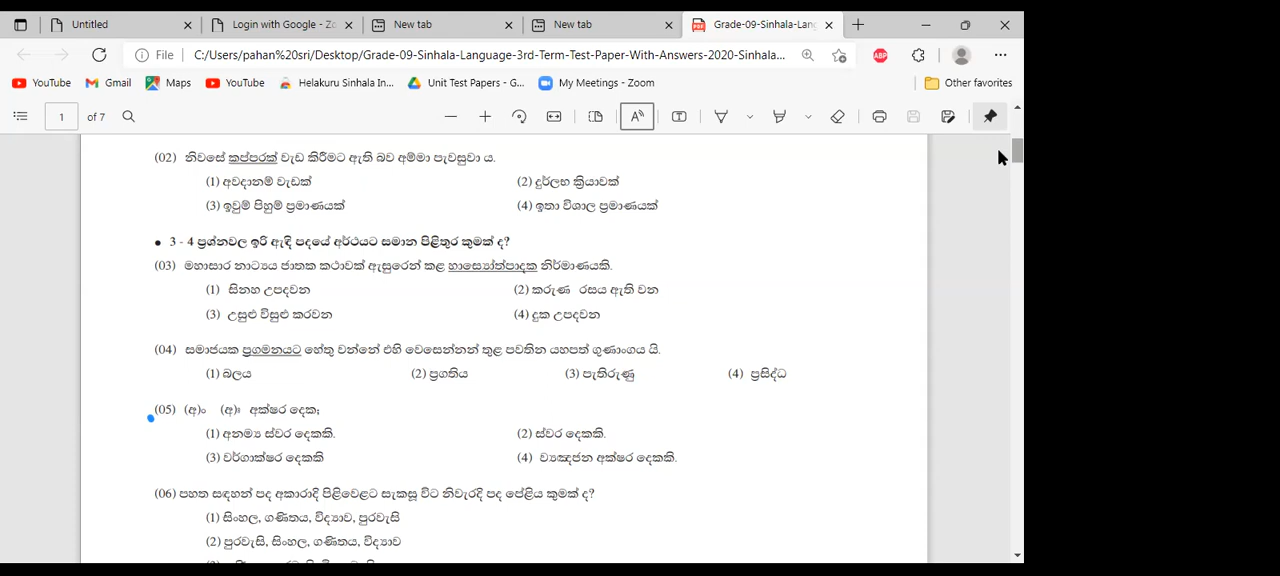 Untitled
Login with Google - Zo
New tab
New tab
Grade-09-Sinhala-Lang
File C:/Users/pahan%20sri/Desktop/Grade-09-Sinhala-Language-3rd-Term-Test-Paper-With-Answers-2020-Sinhala...
YouTube Gmail Maps YouTube Helakuru Sinhala In... Unit Test Papers - G... My Meetings - Zoom Other favorites
1 of 7
(02) නිවසේ කප්පරක් වැඩ කිරීමට ඇති බව අම්මා පැවසුවා ය.
(1) අවදානම් වැඩක් (2) දුර්ලභ ක්‍රියාවක්
(3) ඉවුම් පිහුම් ප්‍රමාණයක් (4) ඉතා විශාල ප්‍රමාණයක්
● 3 - 4 ප්‍රශ්නවල ඉරි ඇඳි පදයේ අර්ථයට සමාන පිළිතුර කුමක් ද?
(03) මහාසාර නාට්‍යය ජාතක කථාවක් ඇසුරෙන් කළ හාස්‍යෝත්පාදක නිර්මාණයකි.
(1) සිනහ උපදවන (2) කරුණ රසය ඇති වන
(3) උසුළු විසුළු කරවන (4) දුක උපදවන
(04) සමාජයක ප්‍රගමනයට හේතු වන්නේ එහි වෙසෙන්නන් තුළ පවතින යහපත් ගුණාංගය යි.
(1) බලය (2) ප්‍රගතිය (3) පැතිරුණු (4) ප්‍රසිද්ධ
(05) (අ)ං (අ)ඃ අක්ෂර දෙක;
(1) අනම්‍ය ස්වර දෙකකි. (2) ස්වර දෙකකි.
(3) වර්ගාක්ෂර දෙකකි (4) ව්‍යඤ්ජන අක්ෂර දෙකකි.
(06) පහත සඳහන් පද අකාරාදි පිළිවෙළට සැකසූ විට නිවැරදි පද පේළිය කුමක් ද?
(1) සිංහල, ගණිතය, විද්‍යාව, පුරවැසි
(2) පුරවැසි, සිංහල, ගණිතය, විද්‍යාව